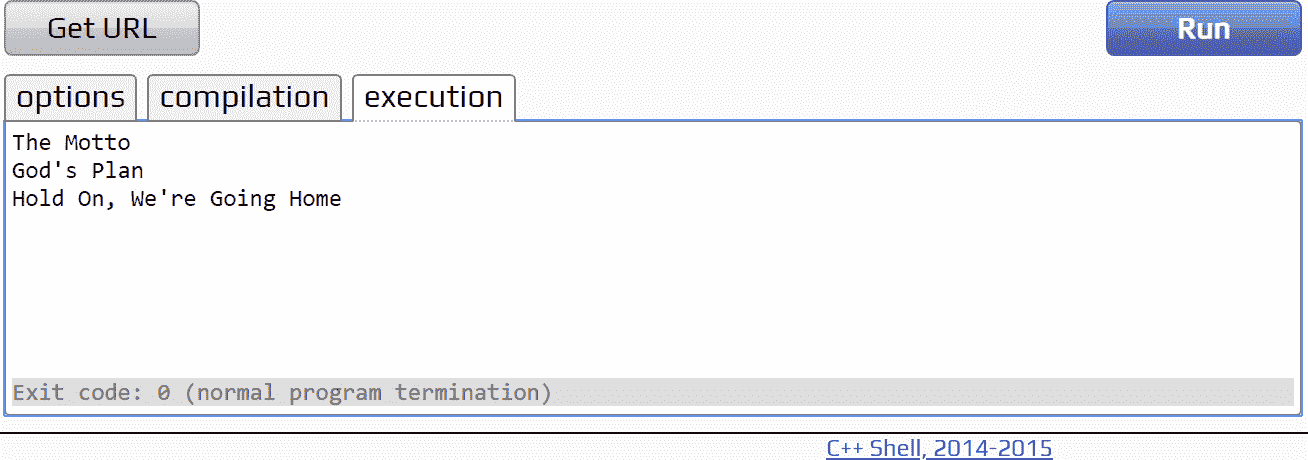 Get URL
Run
options
compilation
execution
The Motto
God's Plan
Hold On, We're Going Home
Exit code: 0 (normal program termination)
C++ Shell, 2014-2015